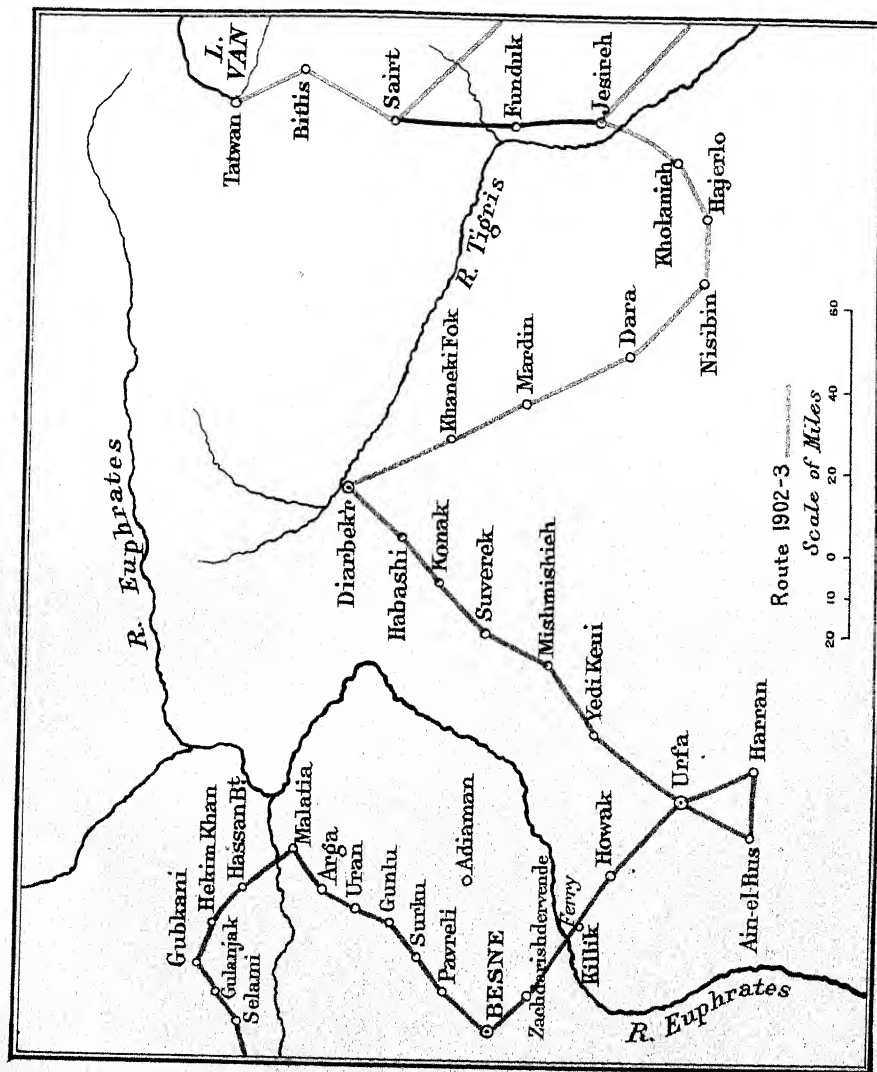 L.
VAN
Tatwan
Bitlis
Sairt
Funduk
Jesireh
Kholanieh
Hajerlo
Nisibin
Dara
Mardin
Khaneki Fok
R. Tigris
Diarbekr
Habashi
Konak
Suverek
Mishmishieh
Yedi Keui
Urfa
Harran
Ain-el-Rus
Howak
Ferry
Killik
Zachdarishdervende
BESNE
Pavreli
Surku
Gunlu
Uran
Arga
Malatia
Adiaman
Hassan Bt.
Hekim Khan
Gubkani
Gulanjak
Selami
R. Euphrates
R. Euphrates
Route 1902-3
Scale of Miles
20 10 0 20 40 60